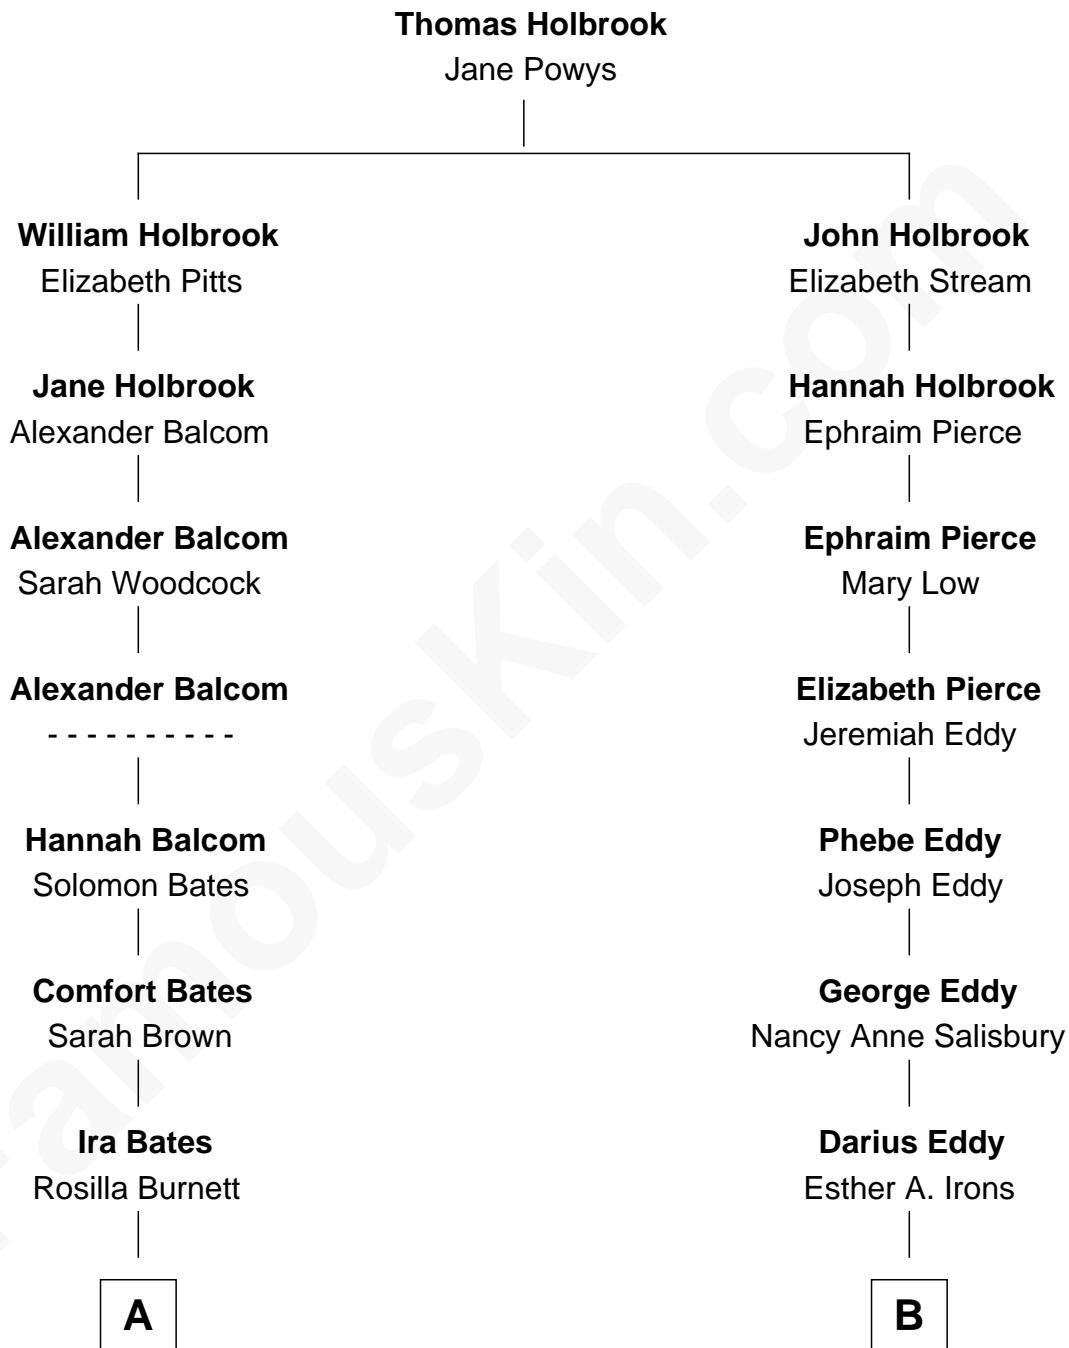 Thomas Holbrook
Jane Powys
William Holbrook
Elizabeth Pitts
Jane Holbrook
Alexander Balcom
Alexander Balcom
Sarah Woodcock
Alexander Balcom
- - - - - - - - - -
Hannah Balcom
Solomon Bates
Comfort Bates
Sarah Brown
Ira Bates
Rosilla Burnett
A
John Holbrook
Elizabeth Stream
Hannah Holbrook
Ephraim Pierce
Ephraim Pierce
Mary Low
Elizabeth Pierce
Jeremiah Eddy
Phebe Eddy
Joseph Eddy
George Eddy
Nancy Anne Salisbury
Darius Eddy
Esther A. Irons
B
FamousKin.com